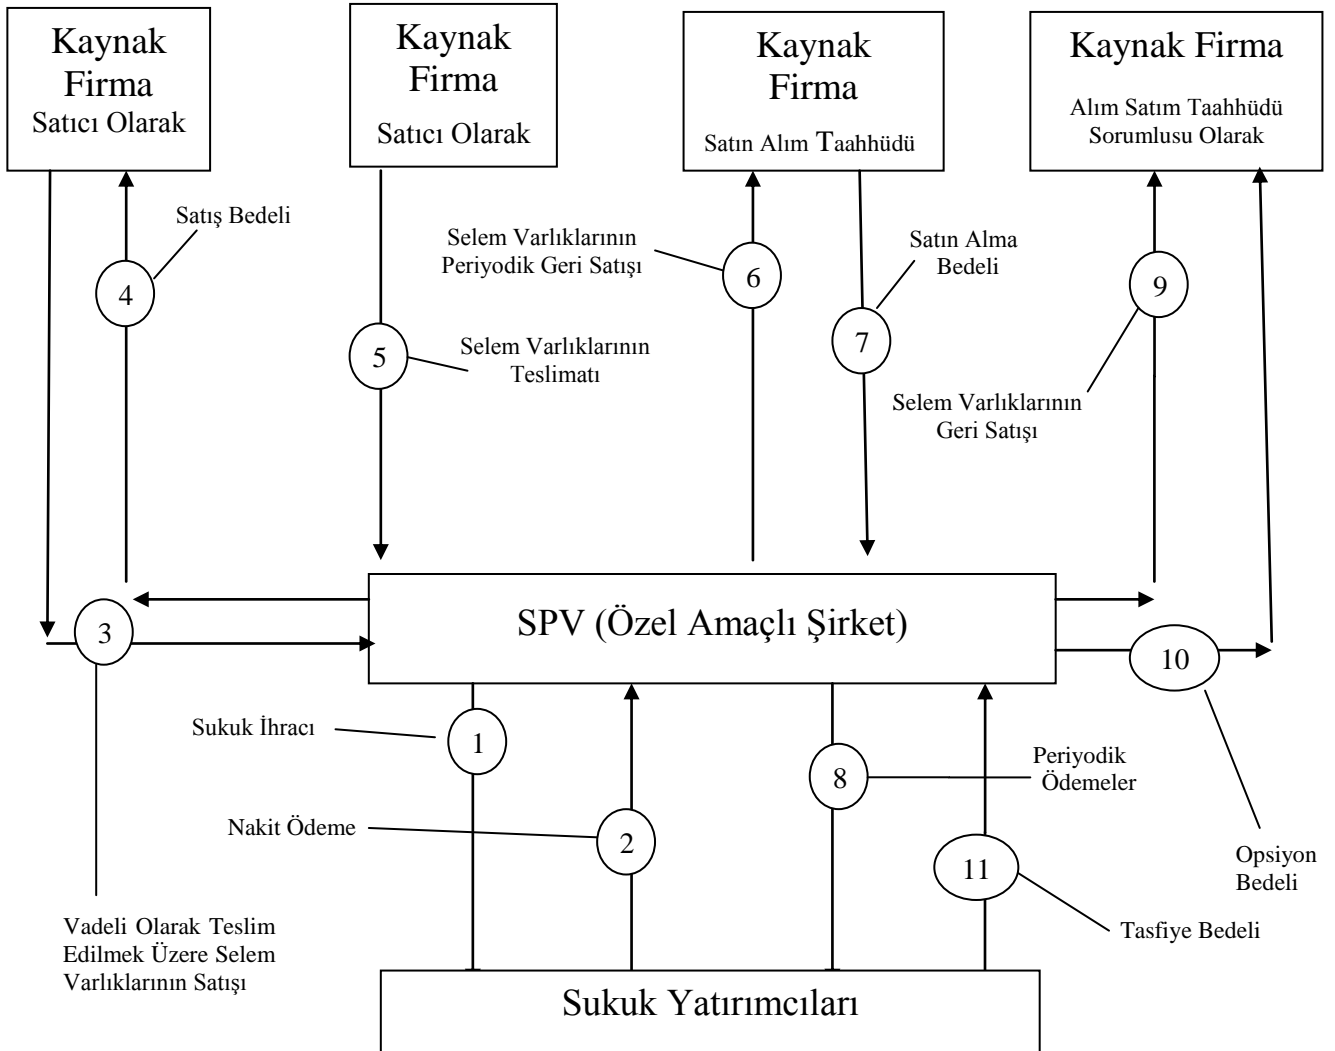 Kaynak
Firma
Satıcı Olarak
Kaynak
Firma
Satıcı Olarak
Kaynak
Firma
Satın Alım Taahhüdü
Kaynak Firma
Alım Satım Taahhüdü
Sorumlusu Olarak
Satış Bedeli
4
5
Selem Varlıklarının
Teslimatı
Selem Varlıklarının
Periyodik Geri Satışı
6
Satın Alma
Bedeli
7
9
Selem Varlıklarının
Geri Satışı
SPV (Özel Amaçlı Şirket)
3
10
Sukuk İhracı
1
Nakit Ödeme
2
8
Periyodik
Ödemeler
11
Opsiyon
Bedeli
Tasfiye Bedeli
Vadeli Olarak Teslim
Edilmek Üzere Selem
Varlıklarının Satışı
Sukuk Yatırımcıları